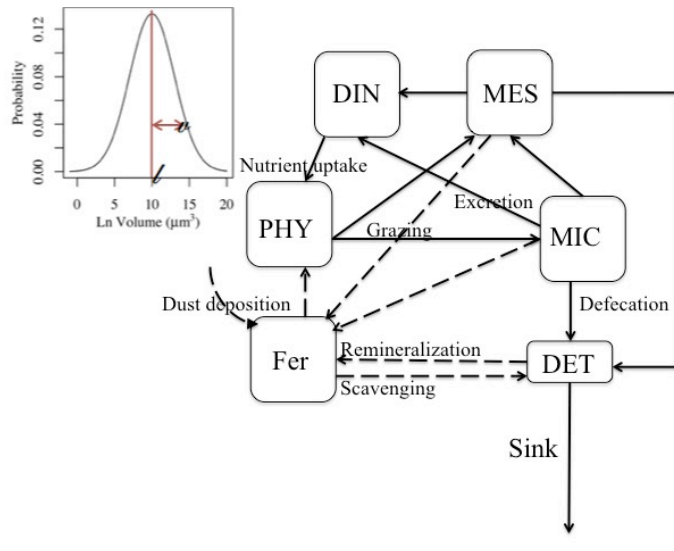 0.12
0.08
0.04
0.00
Probability
v
l
0 5 10 15 20
Ln Volume (μm³)
DIN
MES
Nutrient uptake
Excretion
PHY
Grazing
MIC
Dust deposition
Defecation
Fer
Remineralization
DET
Scavenging
Sink